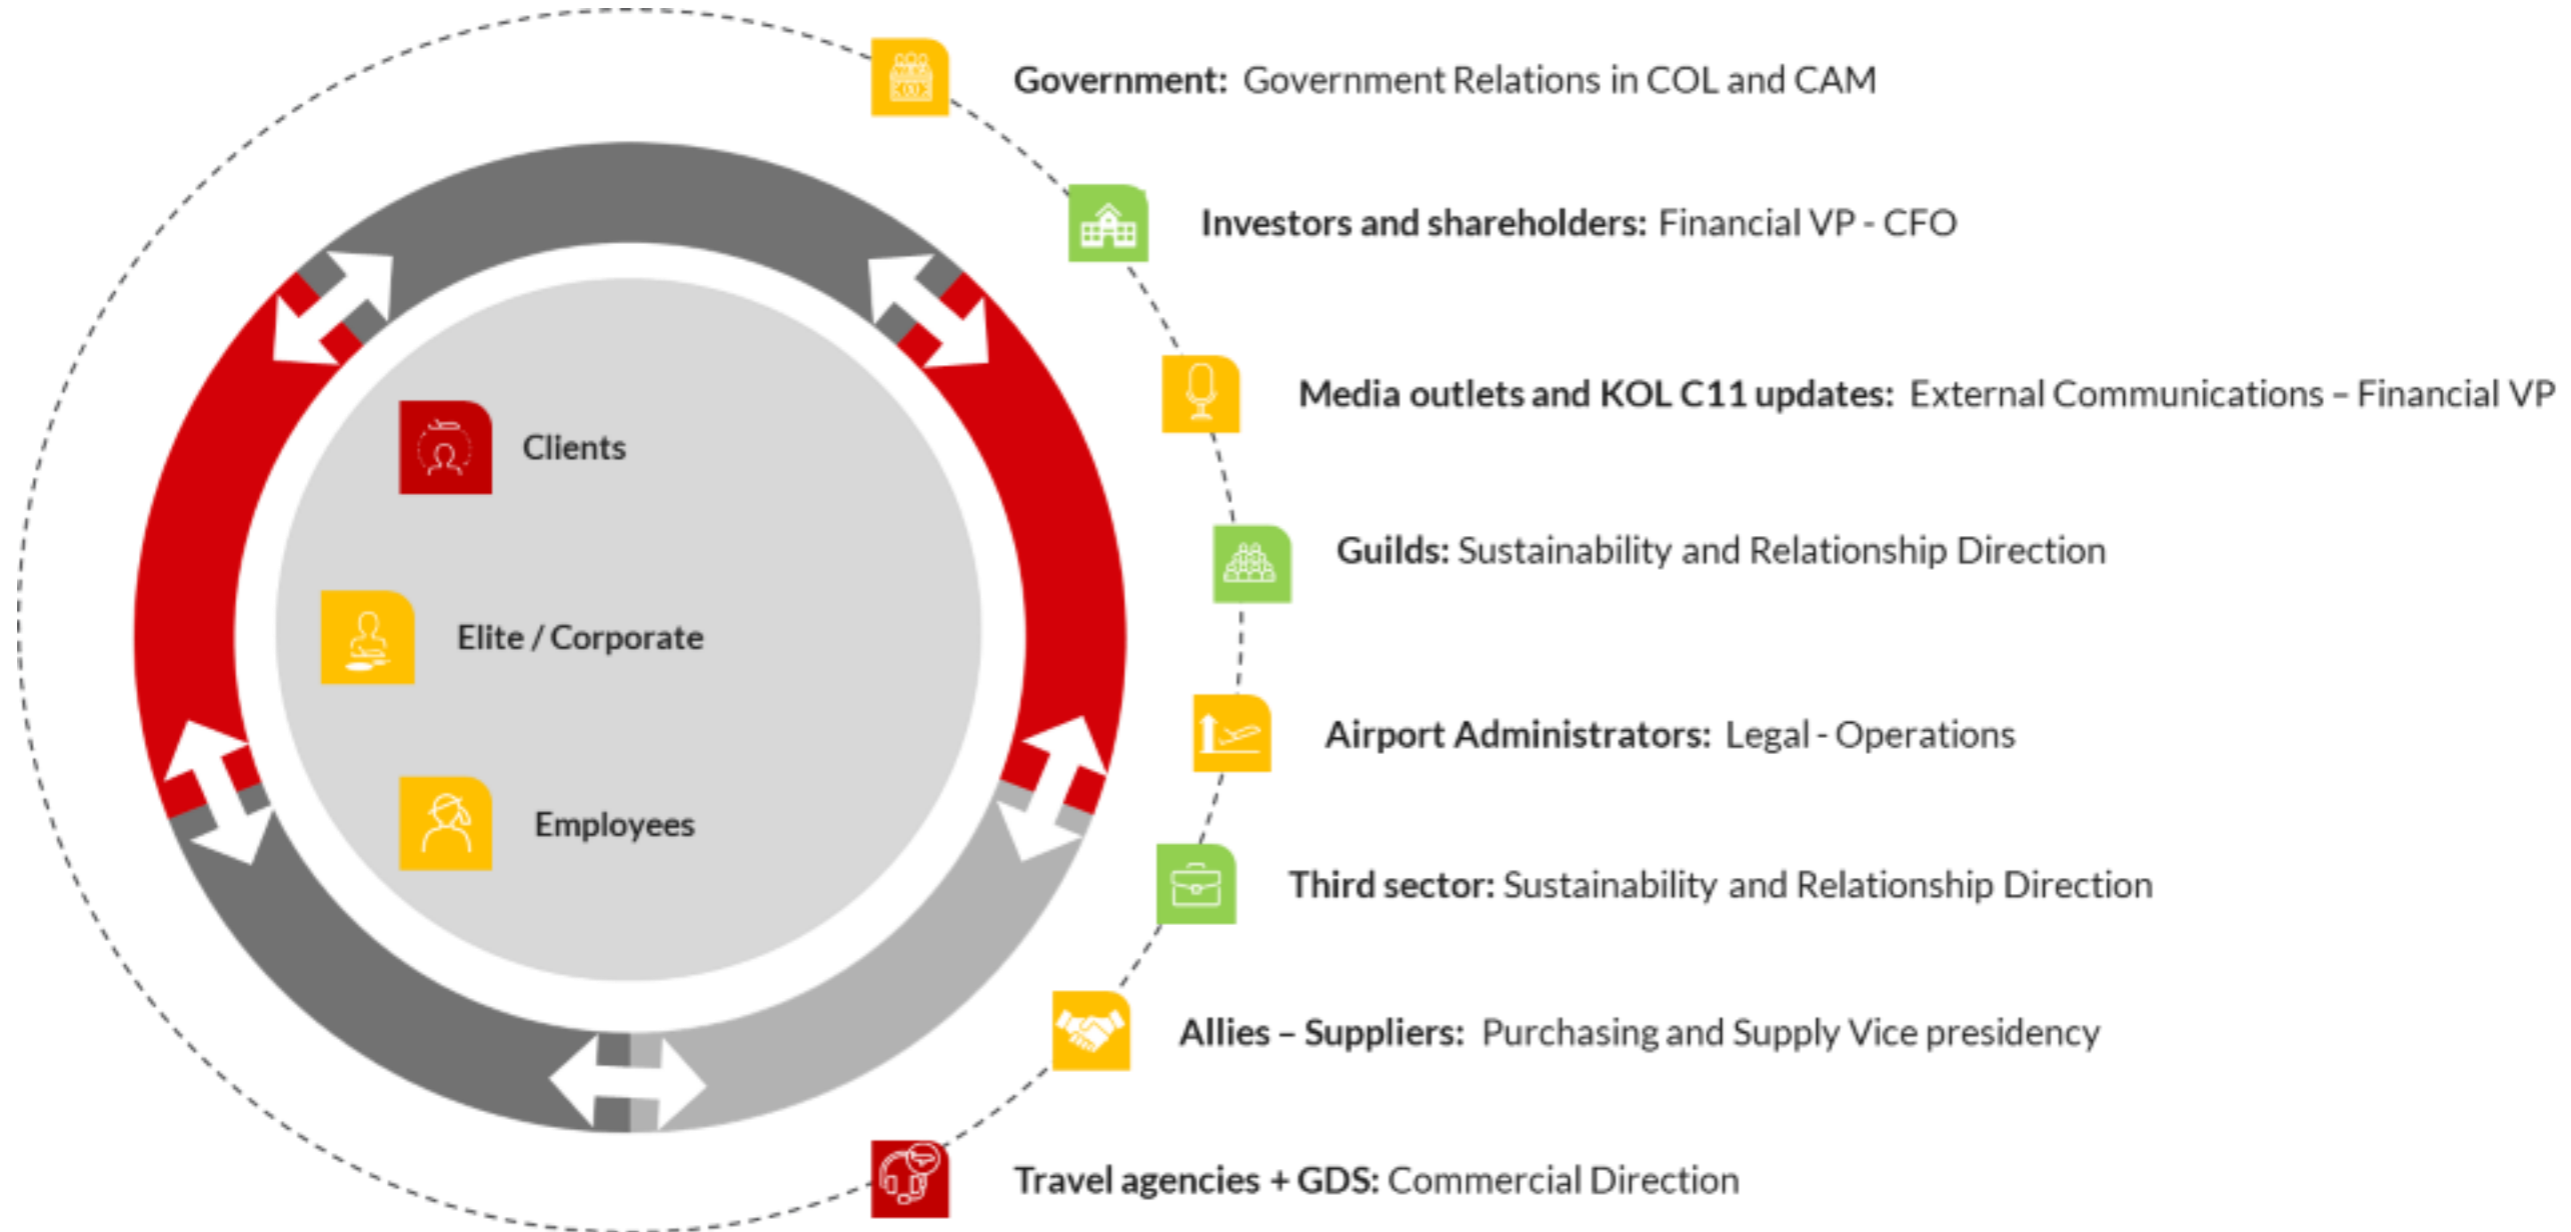 Government: Government Relations in COL and CAM
Investors and shareholders: Financial VP - CFO
Media outlets and KOL C11 updates: External Communications – Financial VP
Clients
Guilds: Sustainability and Relationship Direction
Elite / Corporate
Airport Administrators: Legal - Operations
Employees
Third sector: Sustainability and Relationship Direction
Allies – Suppliers: Purchasing and Supply Vice presidency
Travel agencies + GDS: Commercial Direction